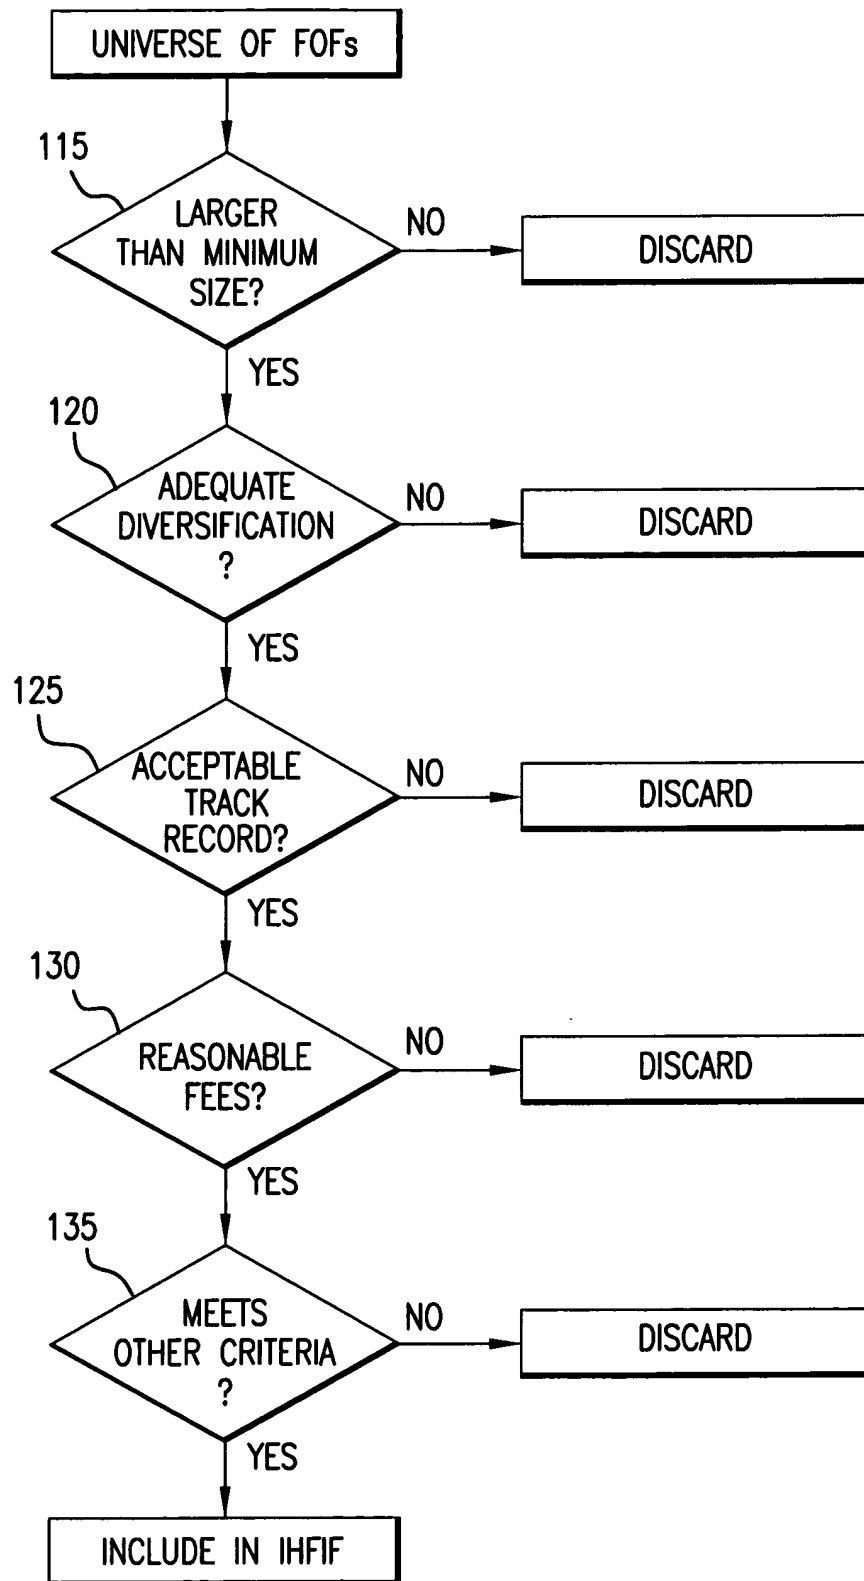 UNIVERSE OF FOFs
115
LARGER
THAN MINIMUM
SIZE?
NO
DISCARD
YES
120
ADEQUATE
DIVERSIFICATION
?
NO
DISCARD
YES
125
ACCEPTABLE
TRACK
RECORD?
NO
DISCARD
YES
130
REASONABLE
FEES?
NO
DISCARD
YES
135
MEETS
OTHER CRITERIA
?
NO
DISCARD
YES
INCLUDE IN IHFIF